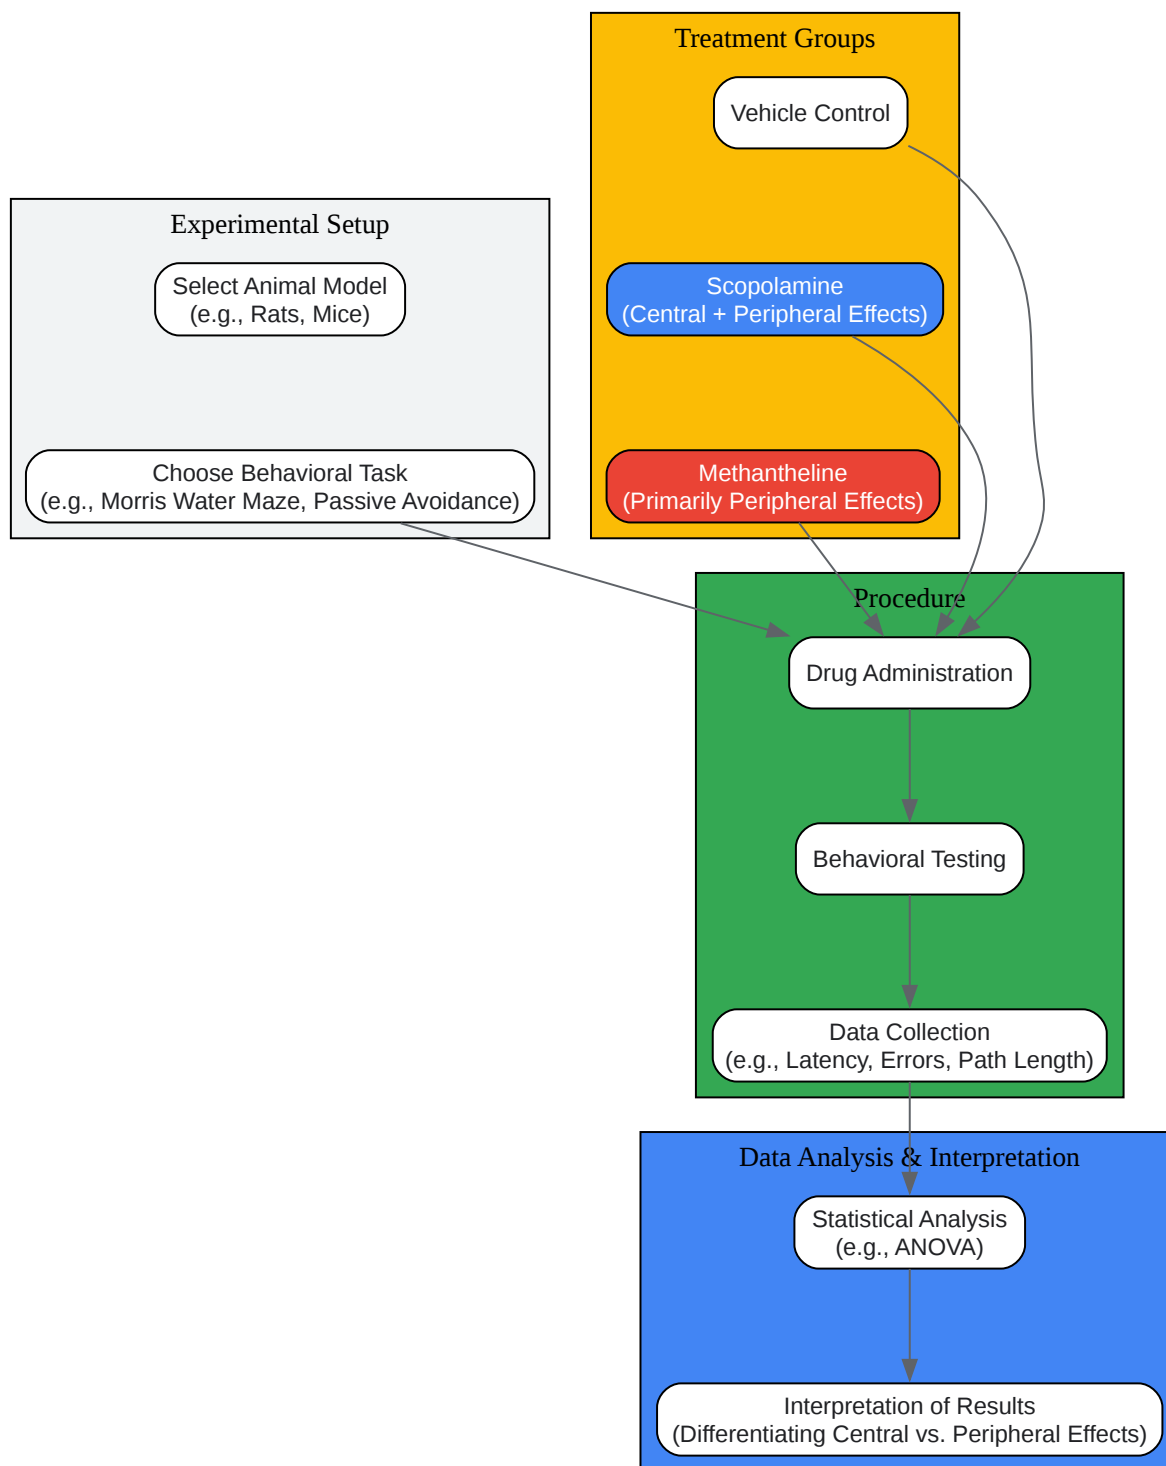 Treatment Groups
Vehicle Control
Experimental Setup
Select Animal Model
(e.g., Rats, Mice)
Scopolamine
(Central + Peripheral Effects)
Choose Behavioral Task
(e.g., Morris Water Maze, Passive Avoidance)
Methantheline
(Primarily Peripheral Effects)
Procedure
Drug Administration
Behavioral Testing
Data Collection
(e.g., Latency, Errors, Path Length)
Data Analysis & Interpretation
Statistical Analysis
(e.g., ANOVA)
Interpretation of Results
(Differentiating Central vs. Peripheral Effects)